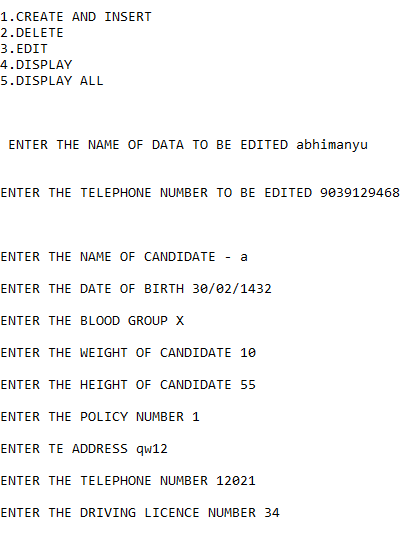 1.CREATE AND INSERT
2.DELETE
3.EDIT
4.DISPLAY
5.DISPLAY ALL
ENTER THE NAME OF DATA TO BE EDITED abhimanyu
ENTER THE TELEPHONE NUMBER TO BE EDITED 9039129468
ENTER THE NAME OF CANDIDATE - a
ENTER THE DATE OF BIRTH 30/02/1432
ENTER THE BLOOD GROUP X
ENTER THE WEIGHT OF CANDIDATE 10
ENTER THE HEIGHT OF CANDIDATE 55
ENTER THE POLICY NUMBER 1
ENTER TE ADDRESS qw12
ENTER THE TELEPHONE NUMBER 12021
ENTER THE DRIVING LICENCE NUMBER 34